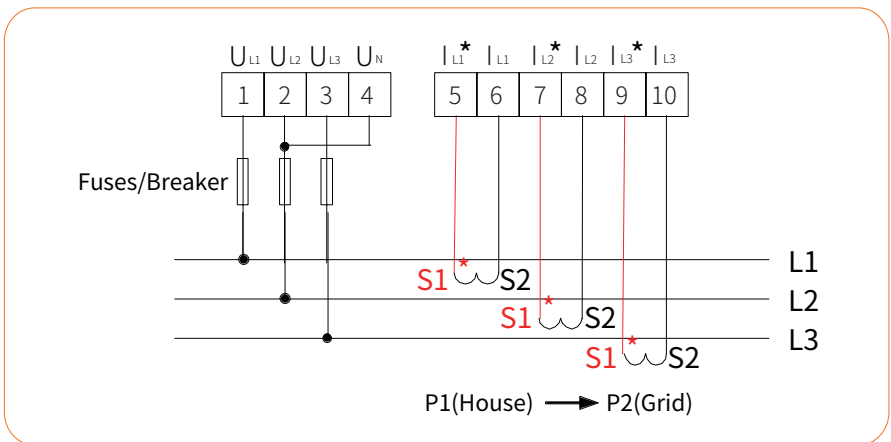 UL1 UL2 UL3 UN IL1* IL1 IL2* IL2 IL3* IL3
1 2 3 4 5 6 7 8 9 10
Fuses/Breaker
L1
* S1 S2
L2
* S1 S2
L3
* S1 S2
P1(House) P2(Grid)